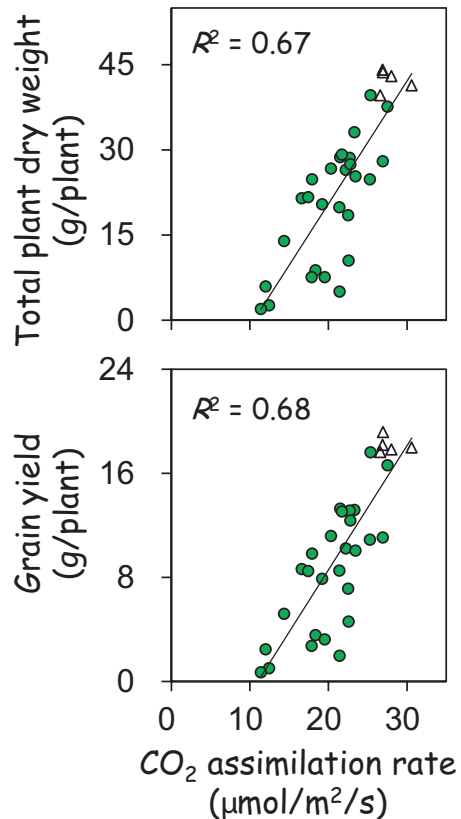 R² = 0.67
Total plant dry weight
(g/plant)
45
30
15
0
R² = 0.68
Grain yield
(g/plant)
24
16
8
0
0 10 20 30
CO₂ assimilation rate
(μmol/m²/s)